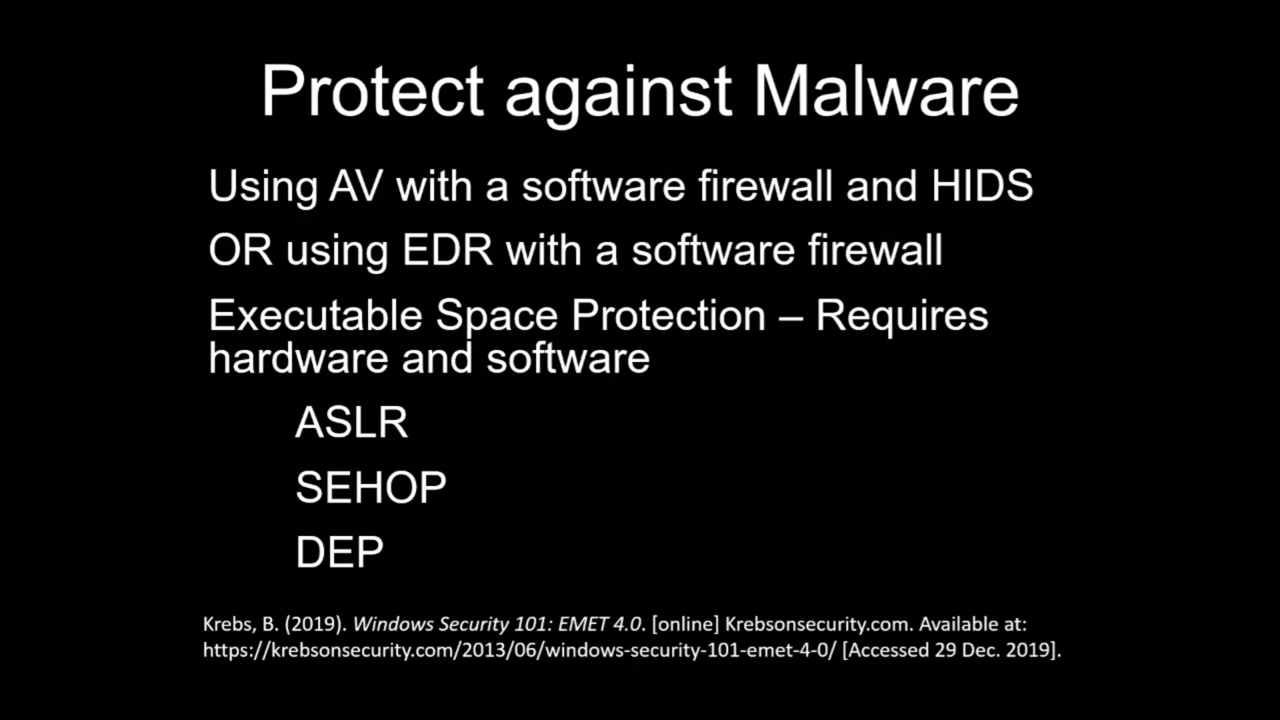 Protect against Malware
Using AV with a software firewall and HIDS
OR using EDR with a software firewall
Executable Space Protection – Requires
hardware and software
ASLR
SEHOP
DEP
Krebs, B. (2019). Windows Security 101: EMET 4.0. [online] Krebsonsecurity.com. Available at:
https://krebsonsecurity.com/2013/06/windows-security-101-emet-4-0/ [Accessed 29 Dec. 2019].